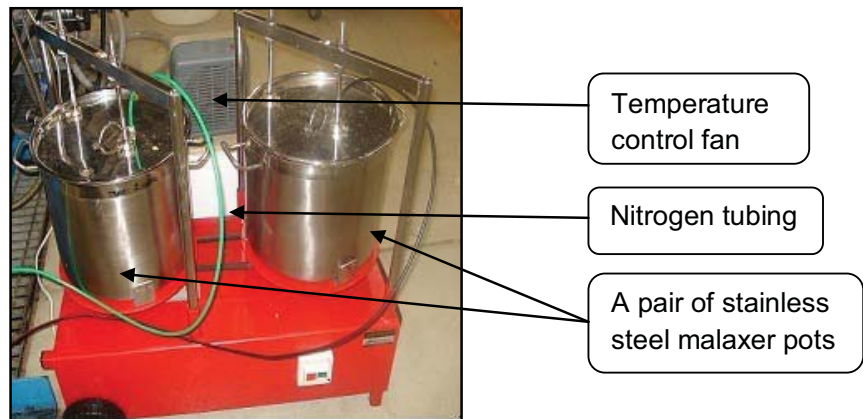 Temperature
control fan
Nitrogen tubing
A pair of stainless
steel malaxer pots